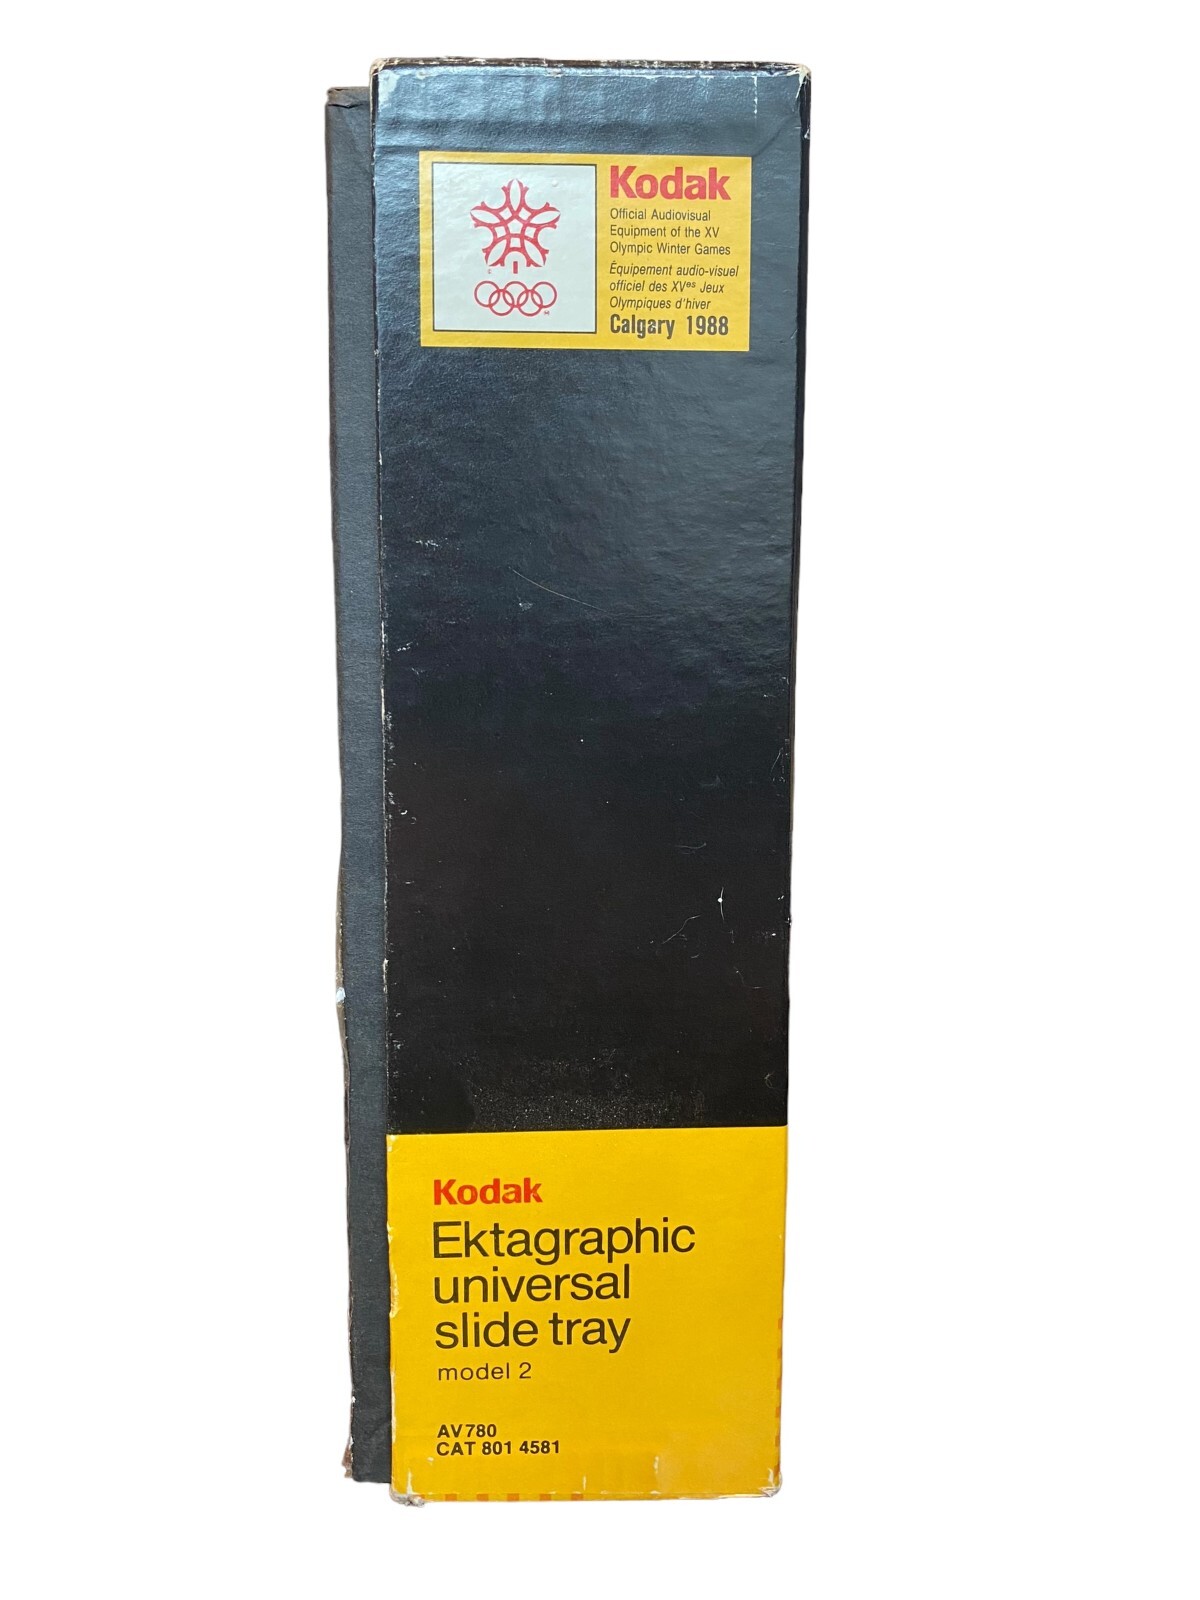 Kodak
Official Audiovisual
Equipment of the XV
Olympic Winter Games
Équipement audio-visuel
officiel des XVes Jeux
Olympiques d'hiver
Calgary 1988
Kodak
Ektagraphic
universal
slide tray
model 2
AV780
CAT 801 4581